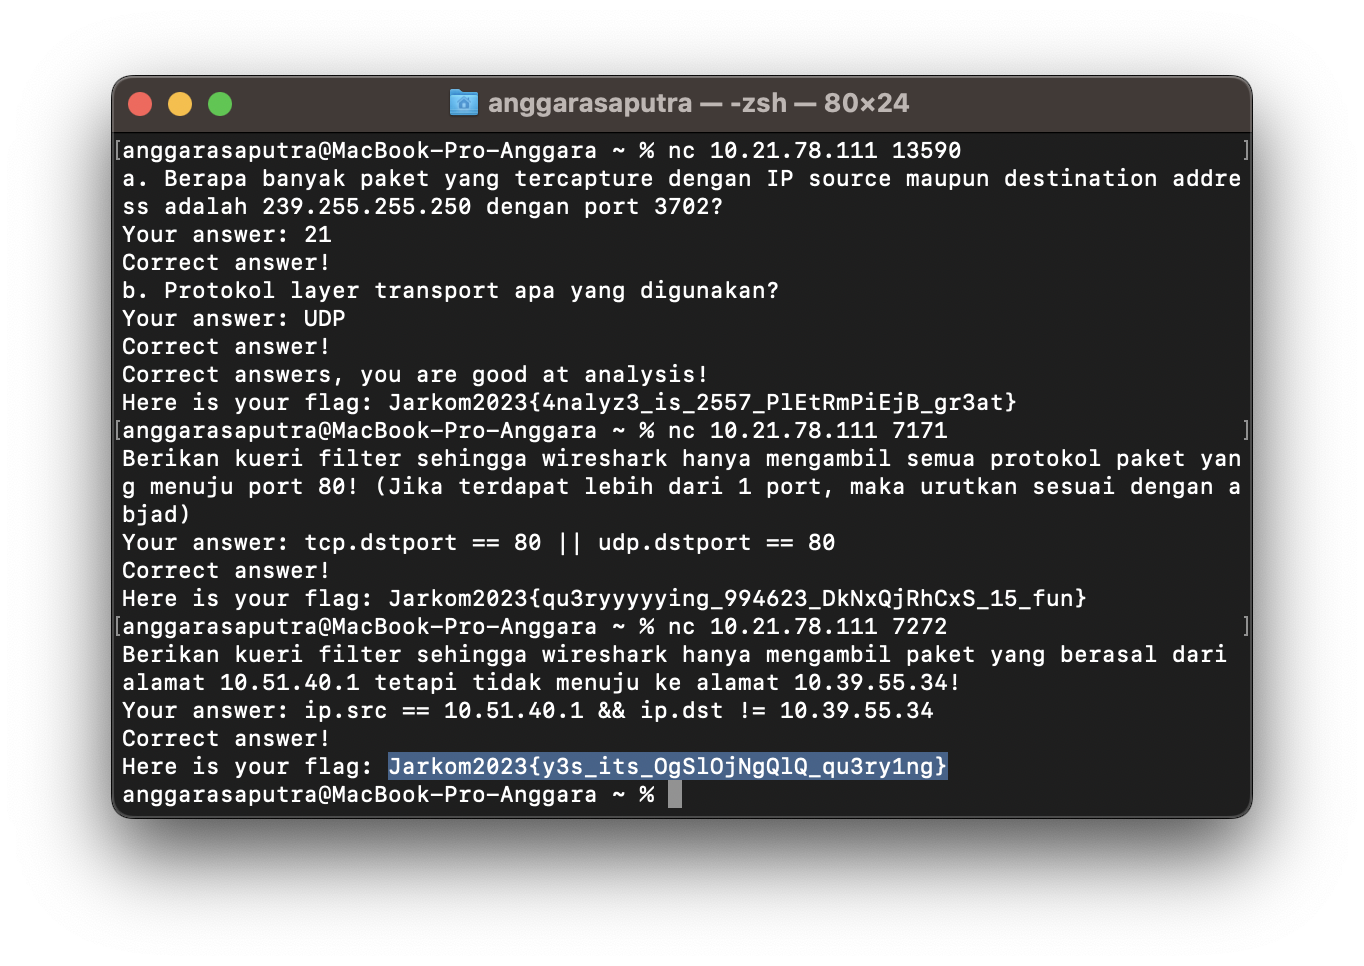 anggarasaputra — -zsh — 80×24
[anggarasaputra@MacBook-Pro-Anggara ~ % nc 10.21.78.111 13590 ]
a. Berapa banyak paket yang tercapture dengan IP source maupun destination addre
ss adalah 239.255.255.250 dengan port 3702?
Your answer: 21
Correct answer!
b. Protokol layer transport apa yang digunakan?
Your answer: UDP
Correct answer!
Correct answers, you are good at analysis!
Here is your flag: Jarkom2023{4nalyz3_is_2557_PlEtRmPiEjB_gr3at}
[anggarasaputra@MacBook-Pro-Anggara ~ % nc 10.21.78.111 7171 ]
Berikan kueri filter sehingga wireshark hanya mengambil semua protokol paket yan
g menuju port 80! (Jika terdapat lebih dari 1 port, maka urutkan sesuai dengan a
bjad)
Your answer: tcp.dstport == 80 || udp.dstport == 80
Correct answer!
Here is your flag: Jarkom2023{qu3ryyyyying_994623_DkNxQjRhCxS_15_fun}
[anggarasaputra@MacBook-Pro-Anggara ~ % nc 10.21.78.111 7272 ]
Berikan kueri filter sehingga wireshark hanya mengambil paket yang berasal dari
alamat 10.51.40.1 tetapi tidak menuju ke alamat 10.39.55.34!
Your answer: ip.src == 10.51.40.1 && ip.dst != 10.39.55.34
Correct answer!
Here is your flag: Jarkom2023{y3s_its_OgSlOjNgQlQ_qu3ry1ng}
anggarasaputra@MacBook-Pro-Anggara ~ %